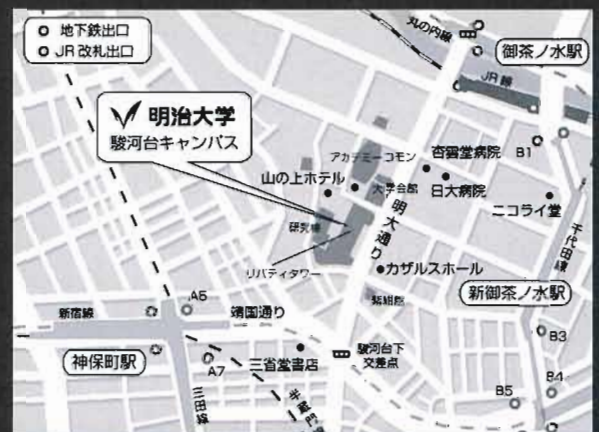 地下鉄出口
JR 改札出口
丸の内線
御茶ノ水駅
JR 線
明治大学
駿河台キャンパス
アカデミーコモン
杏雲堂病院
B1
山の上ホテル
大学会館
日大病院
ニコライ堂
明大通り
千代田線
研究棟
リバティタワー
カザルスホール
紫紺館
新御茶ノ水駅
A5
新宿線
靖国通り
B3
神保町駅
A7
三省堂書店
駿河台下
交差点
三田線
半蔵門線
B4
B5